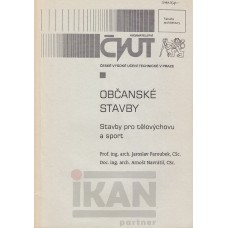 ČVUT
ČESKÉ VYSOKÉ UČENÍ TECHNICKÉ V PRAZE
OBČANSKÉ
STAVBY
Stavby pro tělovýchovu
a sport
Prof. ing. arch. Jaroslav Paroubek, CSc.
Doc. ing. arch. Arnošt Navrátil, CSc.
iKAN
partner